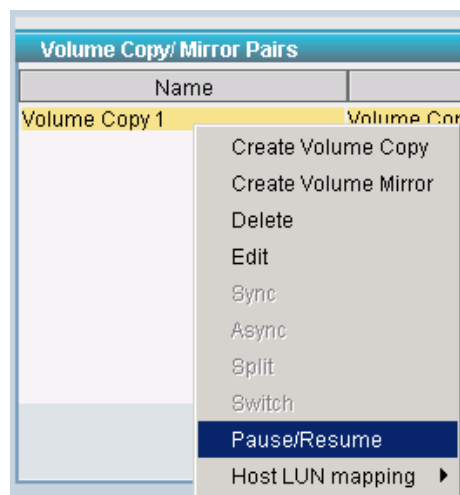 Volume Copy/ Mirror Pairs
Name
Volume Copy 1
Create Volume Copy
Create Volume Mirror
Delete
Edit
Sync
Async
Split
Switch
Pause/Resume
Host LUN mapping